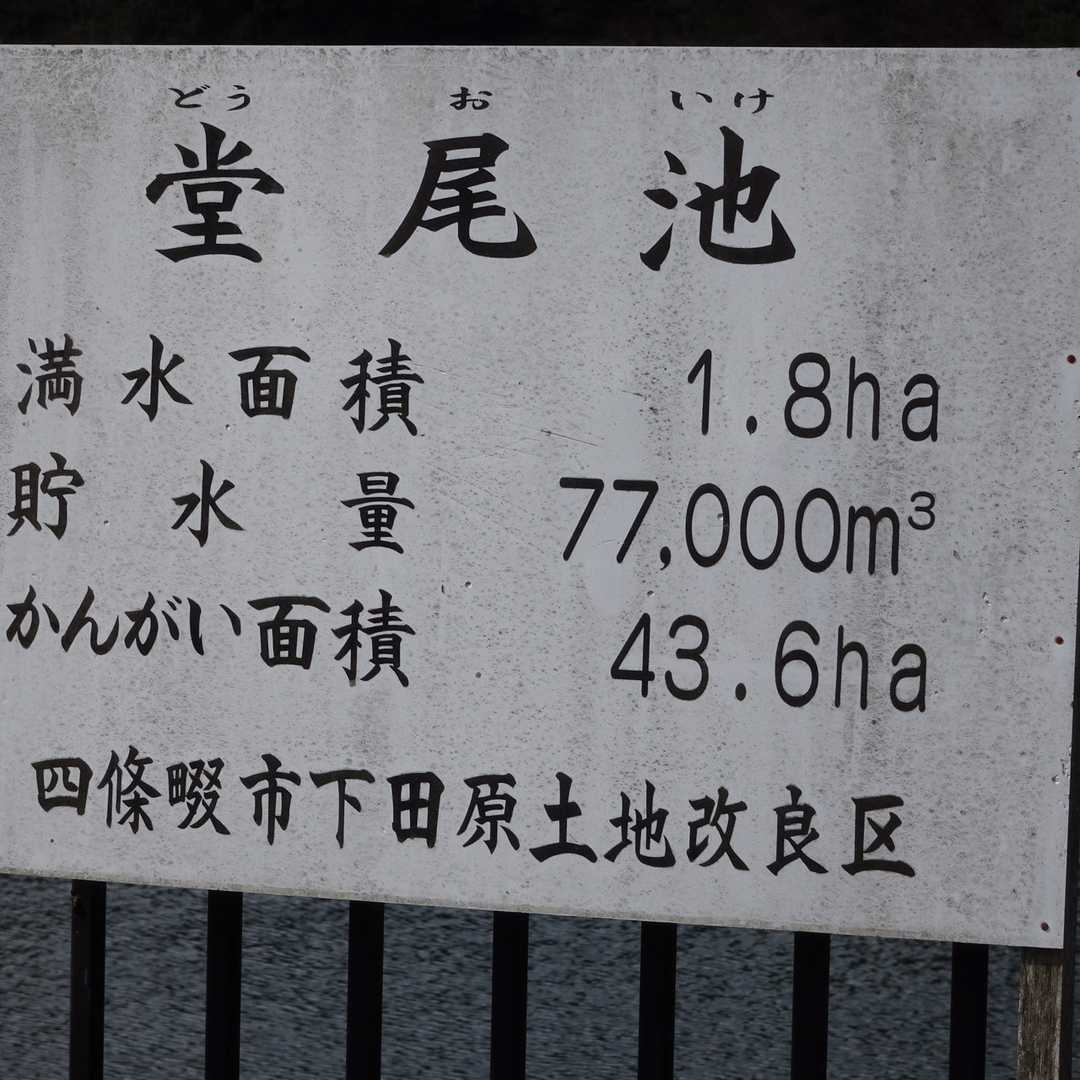 どう お いけ
堂尾池
満水面積 1.8ha
貯水量 77,000m³
かんがい面積 43.6ha
四條畷市下田原土地改良区